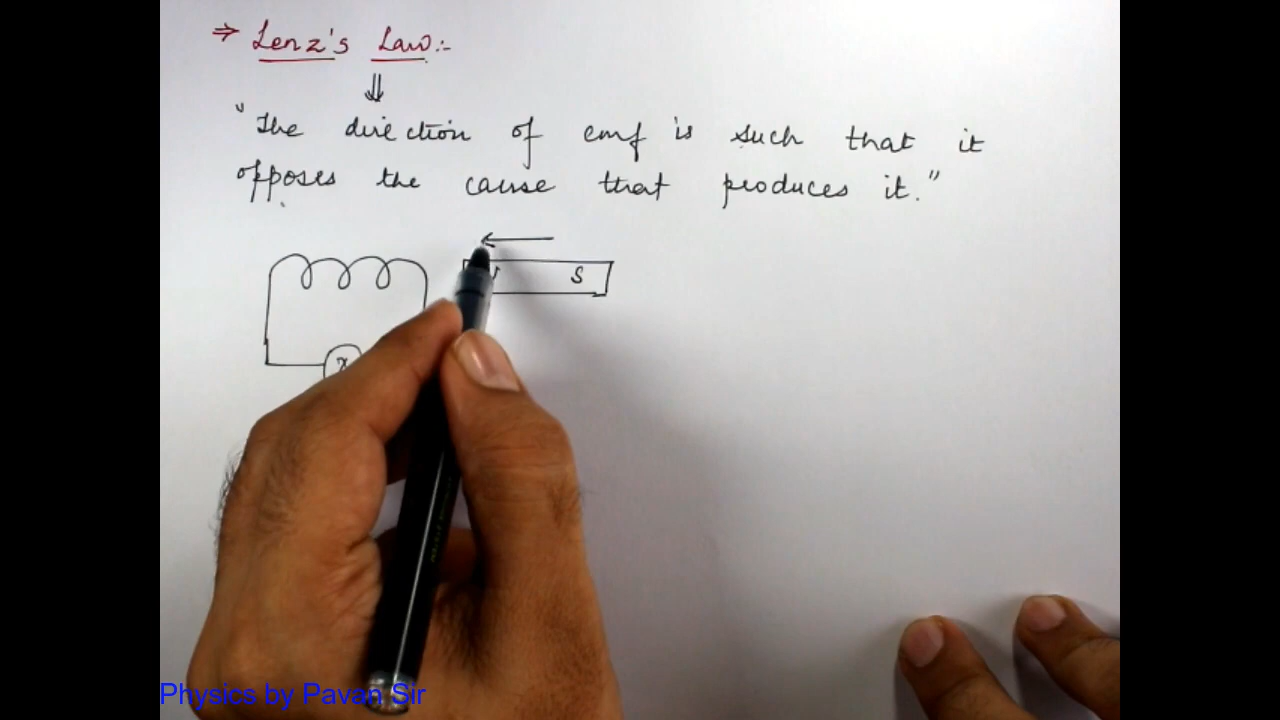 ⇒ Lenz's Law:-
"The direction of emf is such that it
opposes the cause that produces it."
S
Physics by Pavan Sir